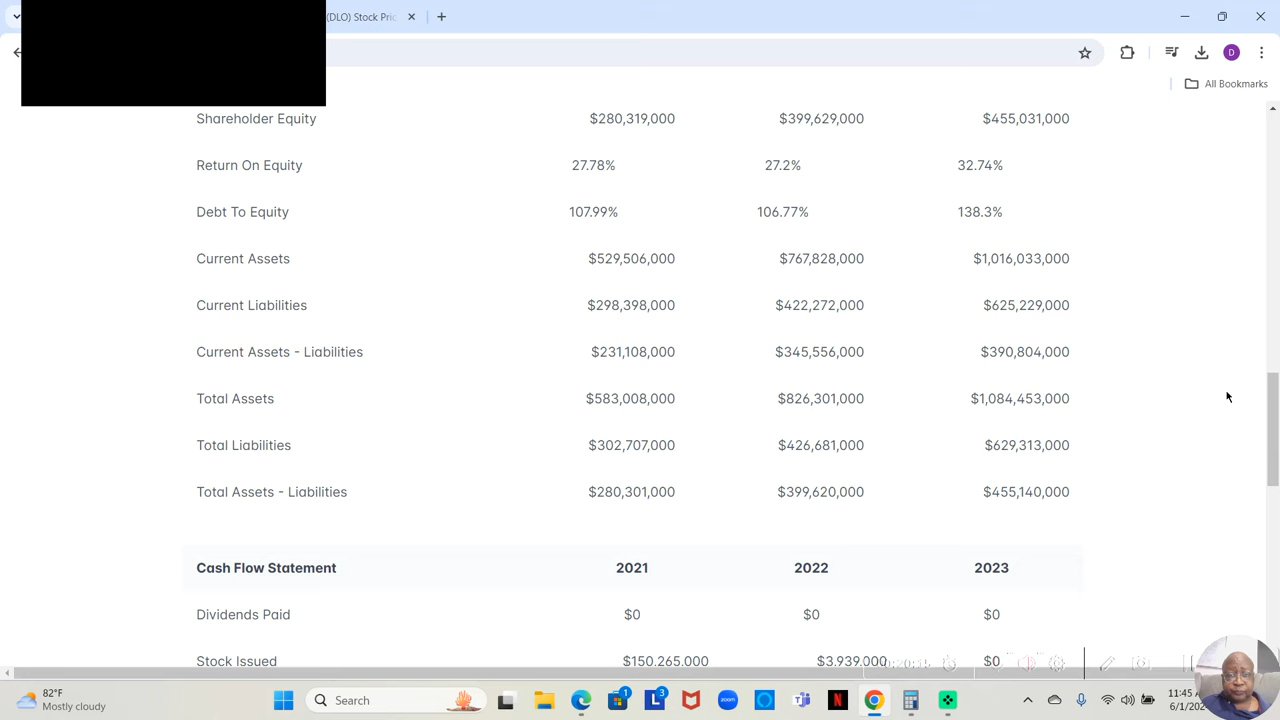 (DLO) Stock Pric
All Bookmarks
Shareholder Equity $280,319,000 $399,629,000 $455,031,000
Return On Equity 27.78% 27.2% 32.74%
Debt To Equity 107.99% 106.77% 138.3%
Current Assets $529,506,000 $767,828,000 $1,016,033,000
Current Liabilities $298,398,000 $422,272,000 $625,229,000
Current Assets - Liabilities $231,108,000 $345,556,000 $390,804,000
Total Assets $583,008,000 $826,301,000 $1,084,453,000
Total Liabilities $302,707,000 $426,681,000 $629,313,000
Total Assets - Liabilities $280,301,000 $399,620,000 $455,140,000
Cash Flow Statement 2021 2022 2023
Dividends Paid $0 $0 $0
Stock Issued $150,265,000 $3,939,000 $0
82°F
Mostly cloudy
Search
11:45
6/1/202